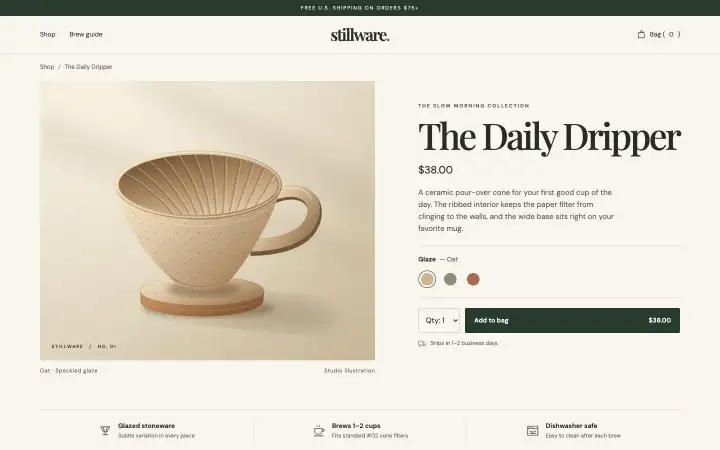 FREE U.S. SHIPPING ON ORDERS $75+
Shop
Brew guide
stillware.
Bag ( 0 )
Shop / The Daily Dripper
THE SLOW MORNING COLLECTION
The Daily Dripper
$38.00
A ceramic pour-over cone for your first good cup of the
day. The ribbed interior keeps the paper filter from
clinging to the walls, and the wide base sits right on your
favorite mug.
Glaze — Oat
Qty: 1
Add to bag $38.00
Ships in 1–2 business days
STILLWARE / NO. 01
Oat · Speckled glaze
Studio illustration
Glazed stoneware
Subtle variation in every piece
Brews 1–2 cups
Fits standard #02 cone filters
Dishwasher safe
Easy to clean after each brew